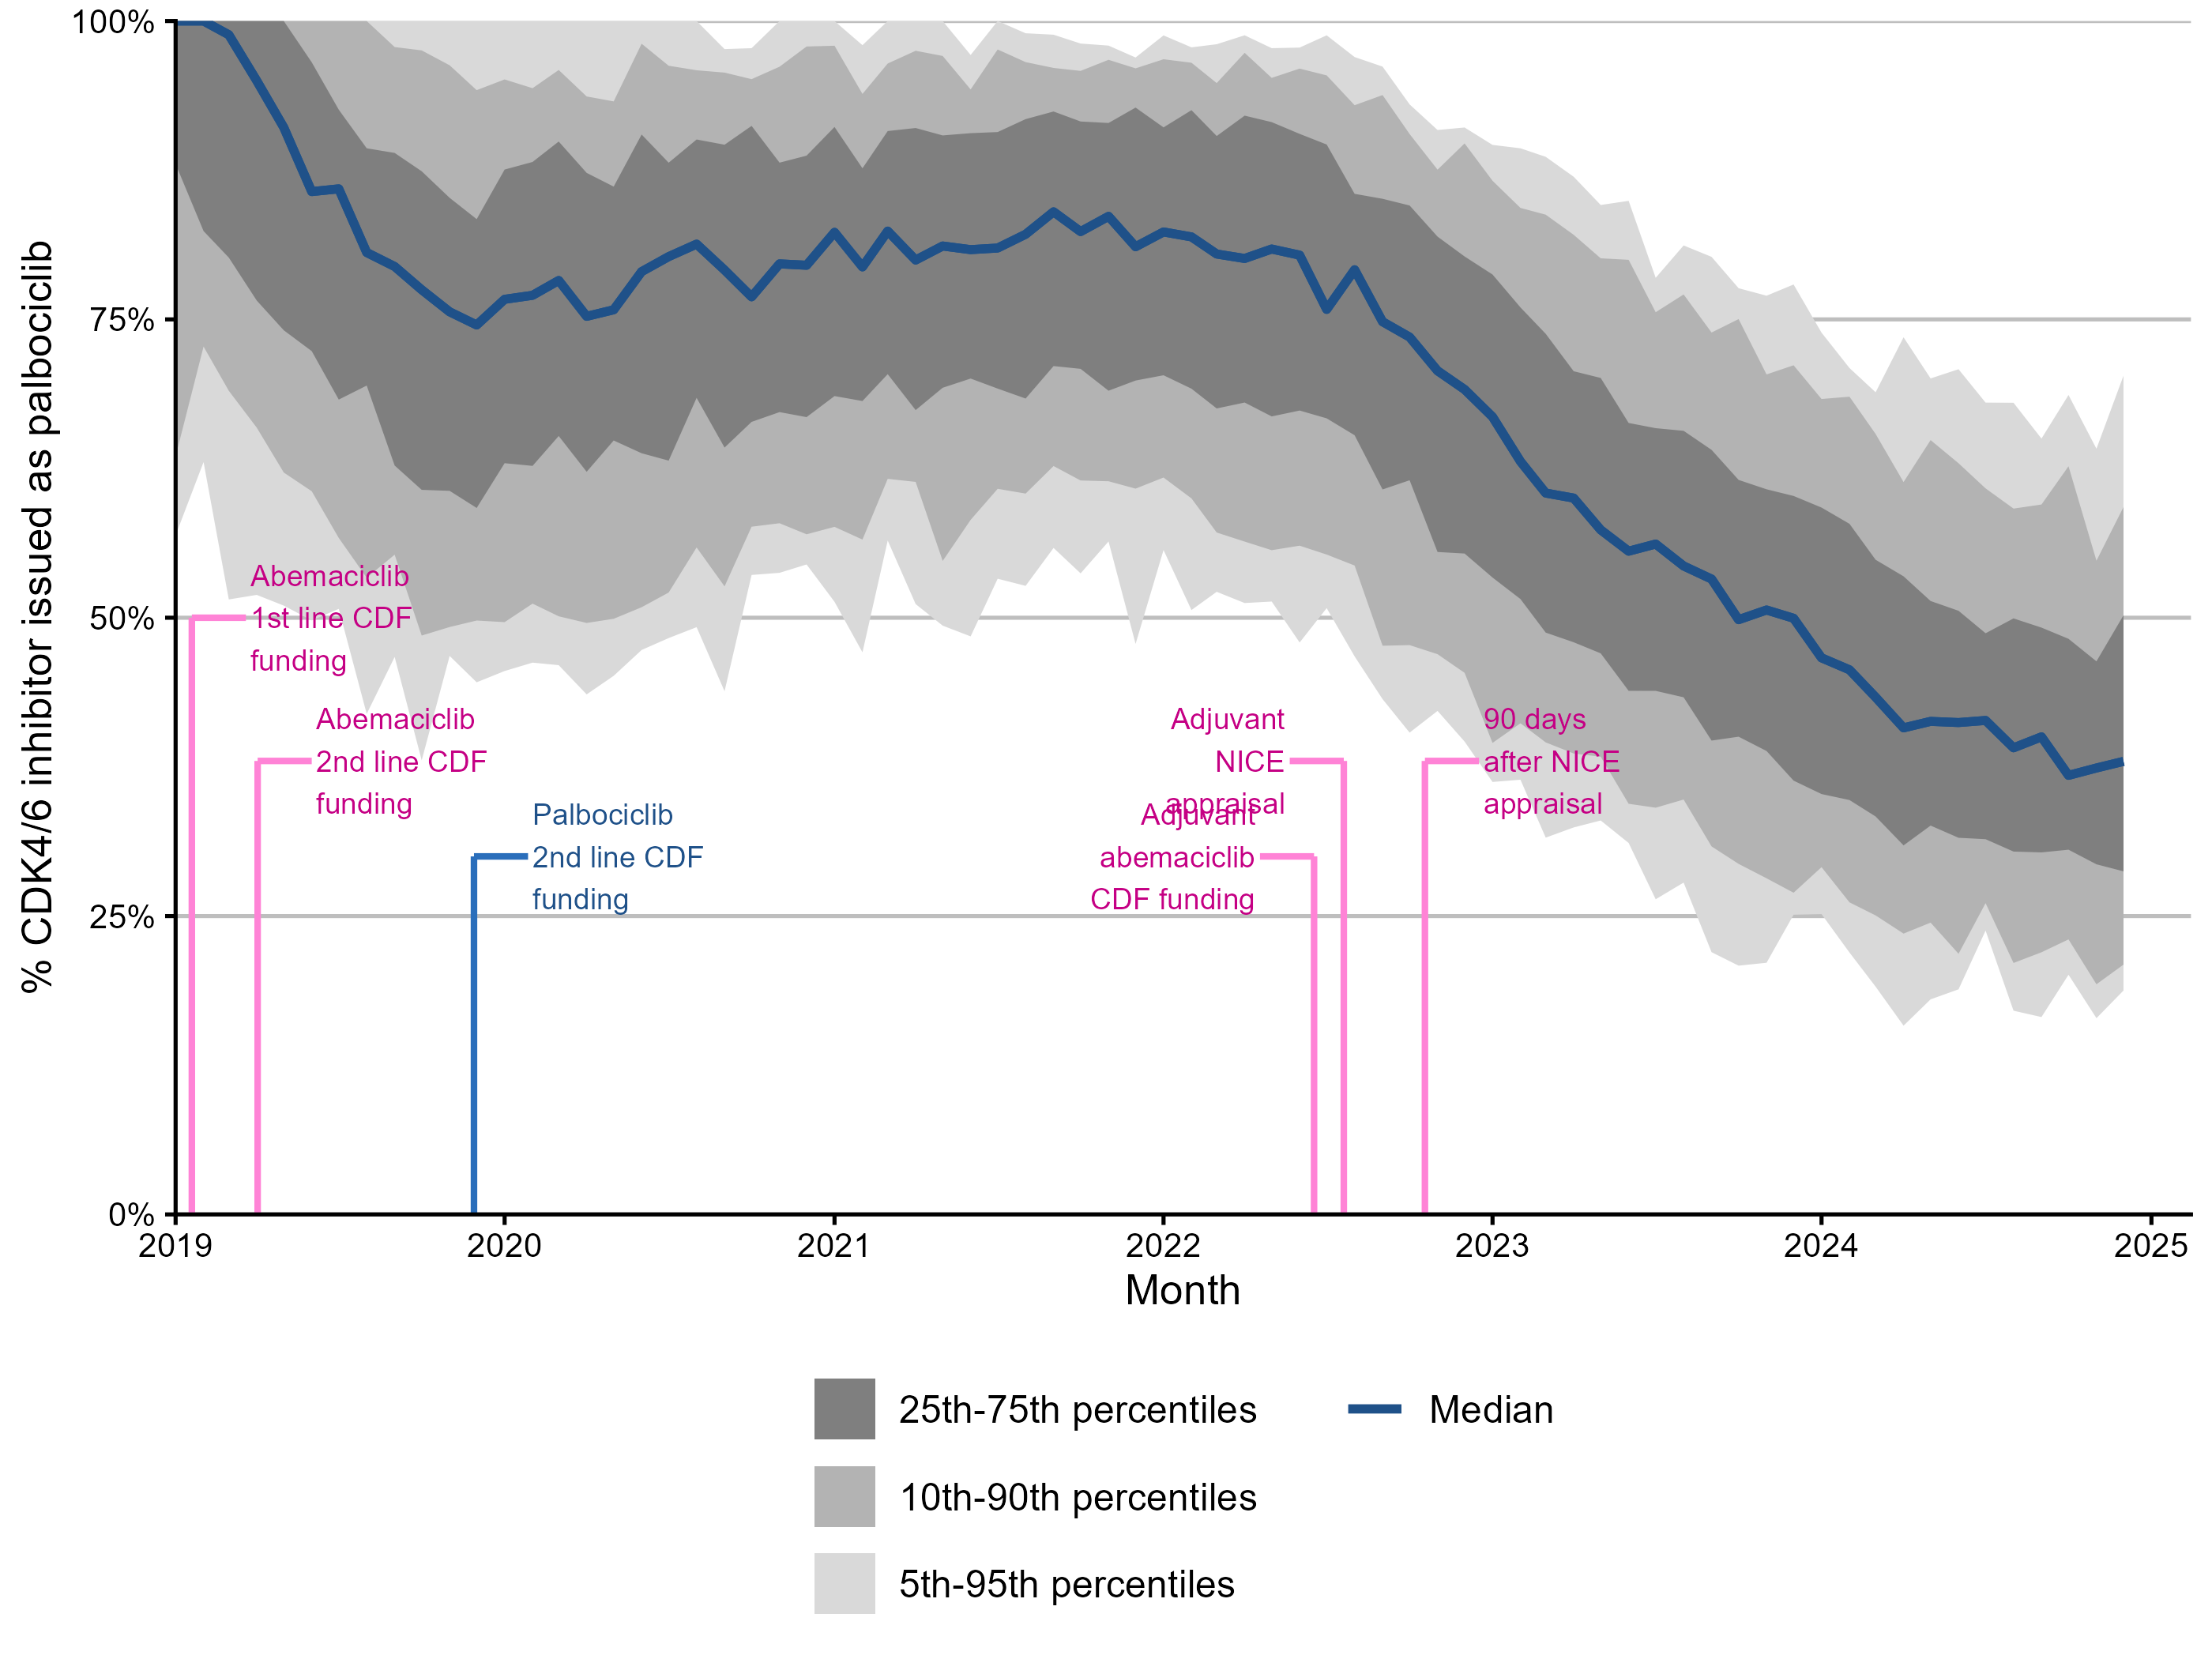 100%
75%
50%
25%
0%
% CDK4/6 inhibitor issued as palbociclib
Abemaciclib
1st line CDF
funding
Abemaciclib
2nd line CDF
funding
Palbociclib
2nd line CDF
funding
Adjuvant
NICE
appraisal
Adjuvant
abemaciclib
CDF funding
90 days
after NICE
appraisal
2019
2020
2021
2022
2023
2024
2025
Month
25th-75th percentiles
Median
10th-90th percentiles
5th-95th percentiles